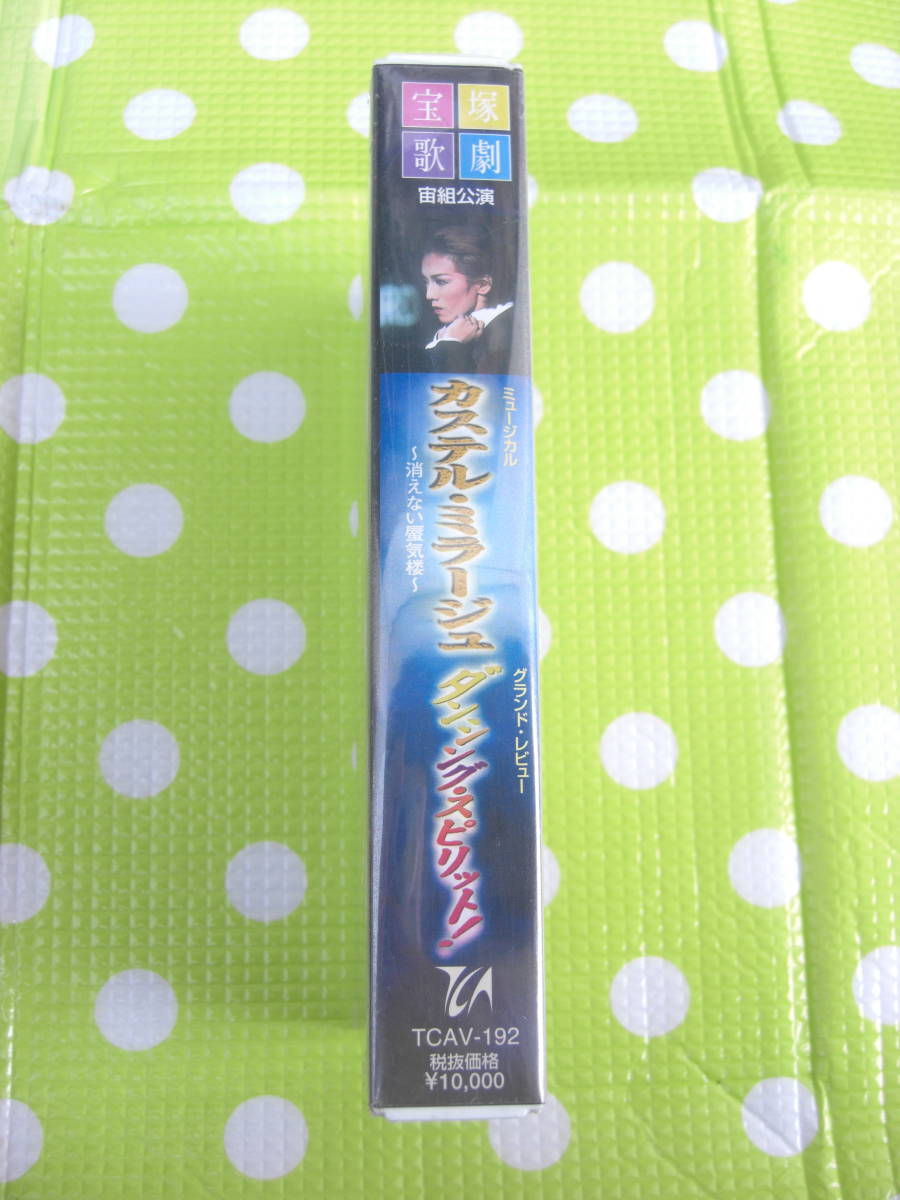 宝塚
歌劇
宙組公演
ミュージカル
カステル・ミラージュ
～消えない蜃気楼～
グランド・レビュー
ダンシング・スピリット!
TCA
TCAV-192
税抜価格
¥10,000